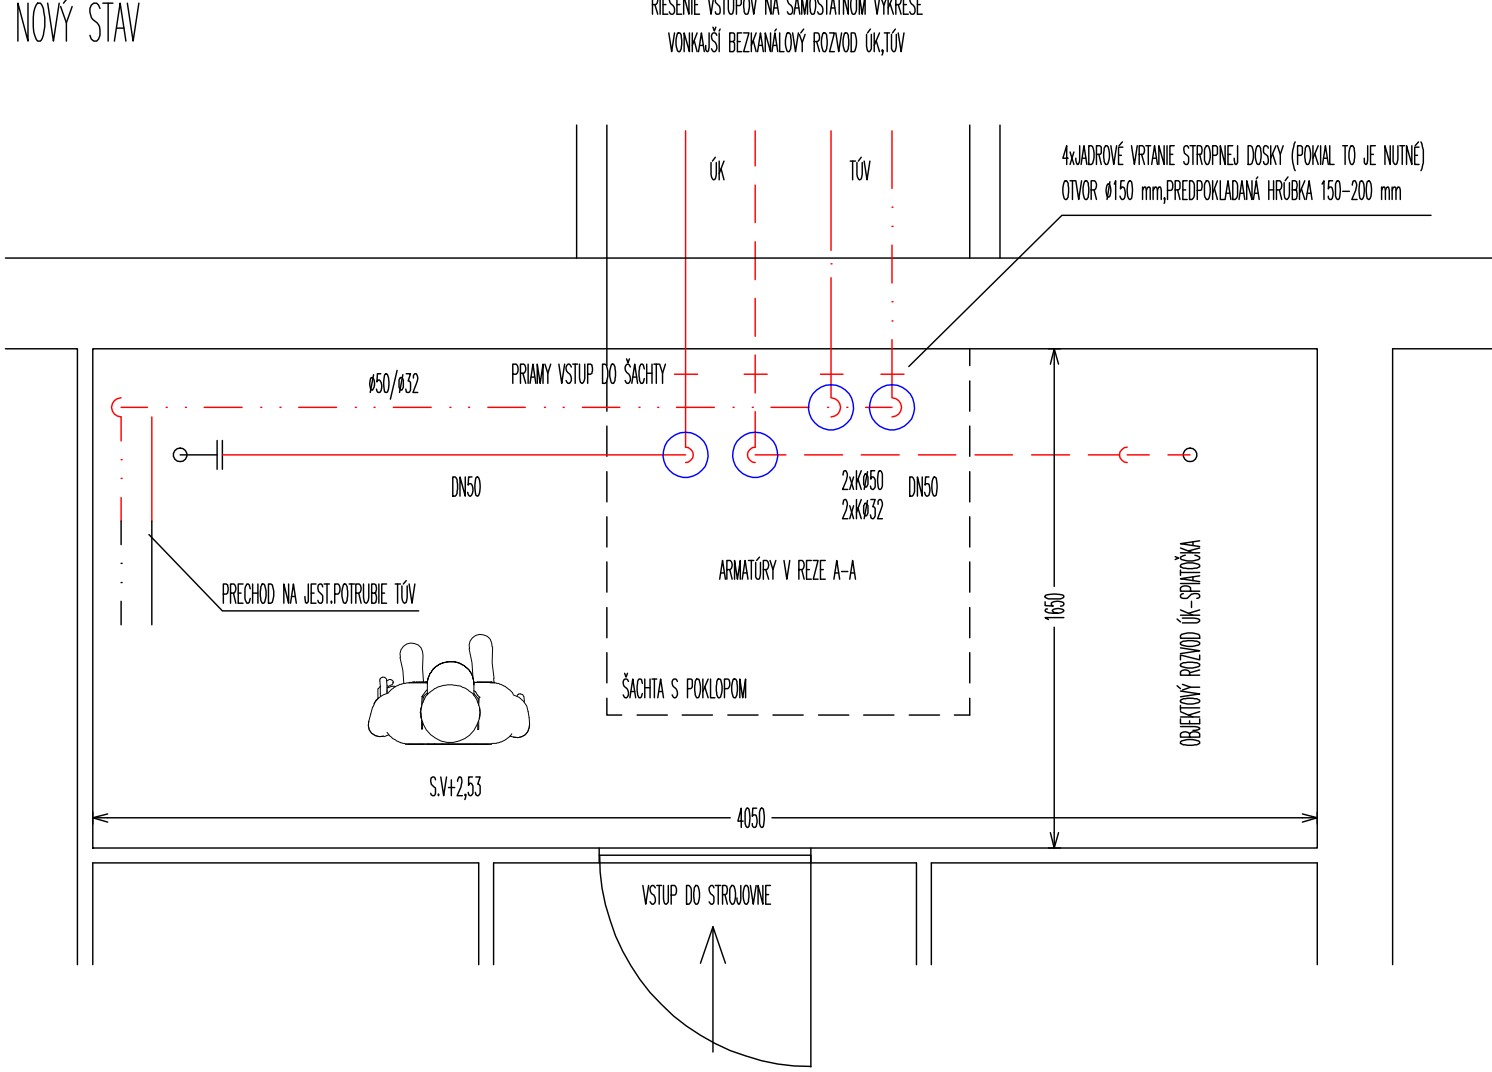 NOVÝ STAV
RIEŠENIE VSTUPOV NA SAMOSTATNOM VÝKRESE
VONKAJŠÍ BEZKANÁLOVÝ ROZVOD ÚK,TÚV
ÚK
TÚV
4xJADROVÉ VRTANIE STROPNEJ DOSKY (POKIAL TO JE NUTNÉ)
OTVOR ø150 mm,PREDPOKLADANÁ HRÚBKA 150-200 mm
PRIAMY VSTUP DO ŠACHTY
ø50/ø32
DN50
2xKø50
2xKø32
DN50
ARMATÚRY V REZE A-A
PRECHOD NA JEST.POTRUBIE TÚV
1650
OBJEKTOVÝ ROZVOD ÚK-SPIATOČKA
ŠACHTA S POKLOPOM
S.V+2,53
4050
VSTUP DO STROJOVNE